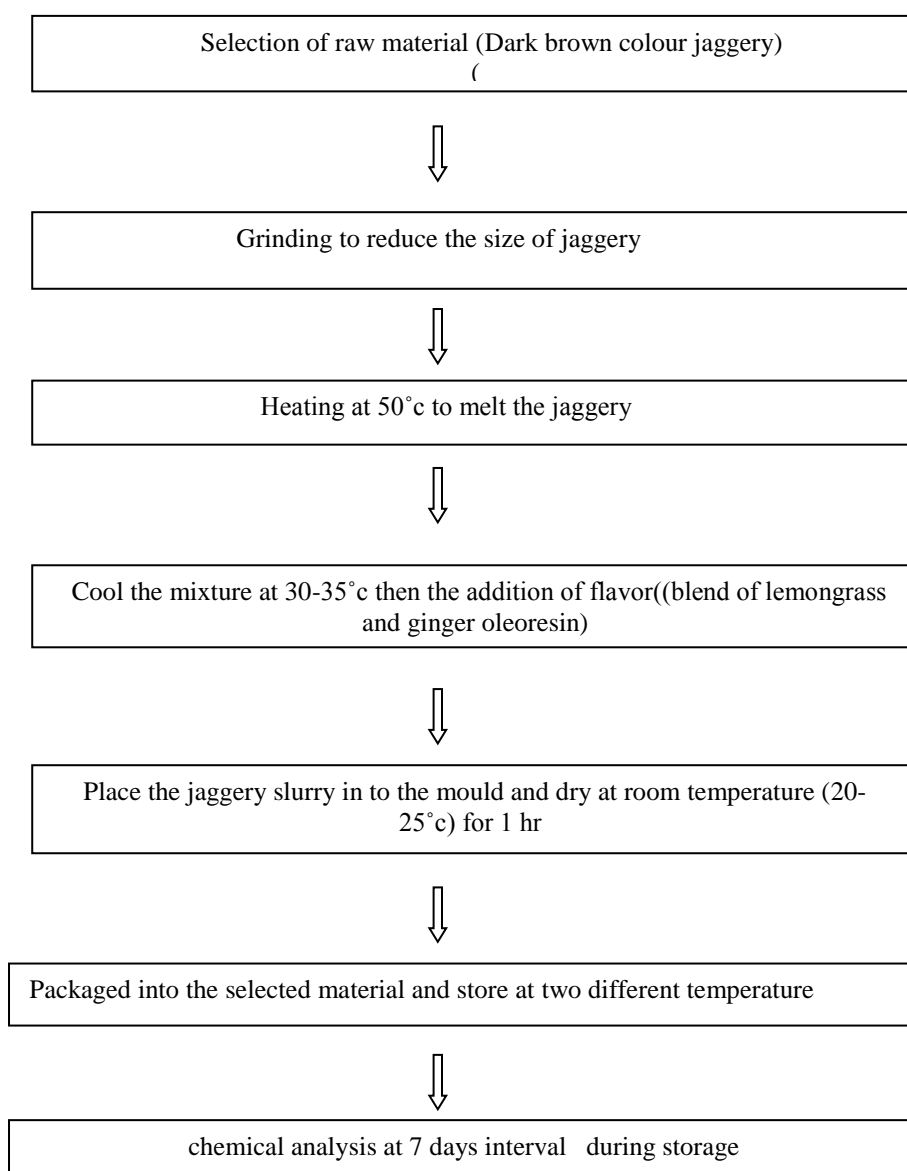 Selection of raw material (Dark brown colour jaggery)
(
Grinding to reduce the size of jaggery
Heating at 50˚c to melt the jaggery
Cool the mixture at 30-35˚c then the addition of flavor((blend of lemongrass
and ginger oleoresin)
Place the jaggery slurry in to the mould and dry at room temperature (20-
25˚c) for 1 hr
Packaged into the selected material and store at two different temperature
chemical analysis at 7 days interval during storage